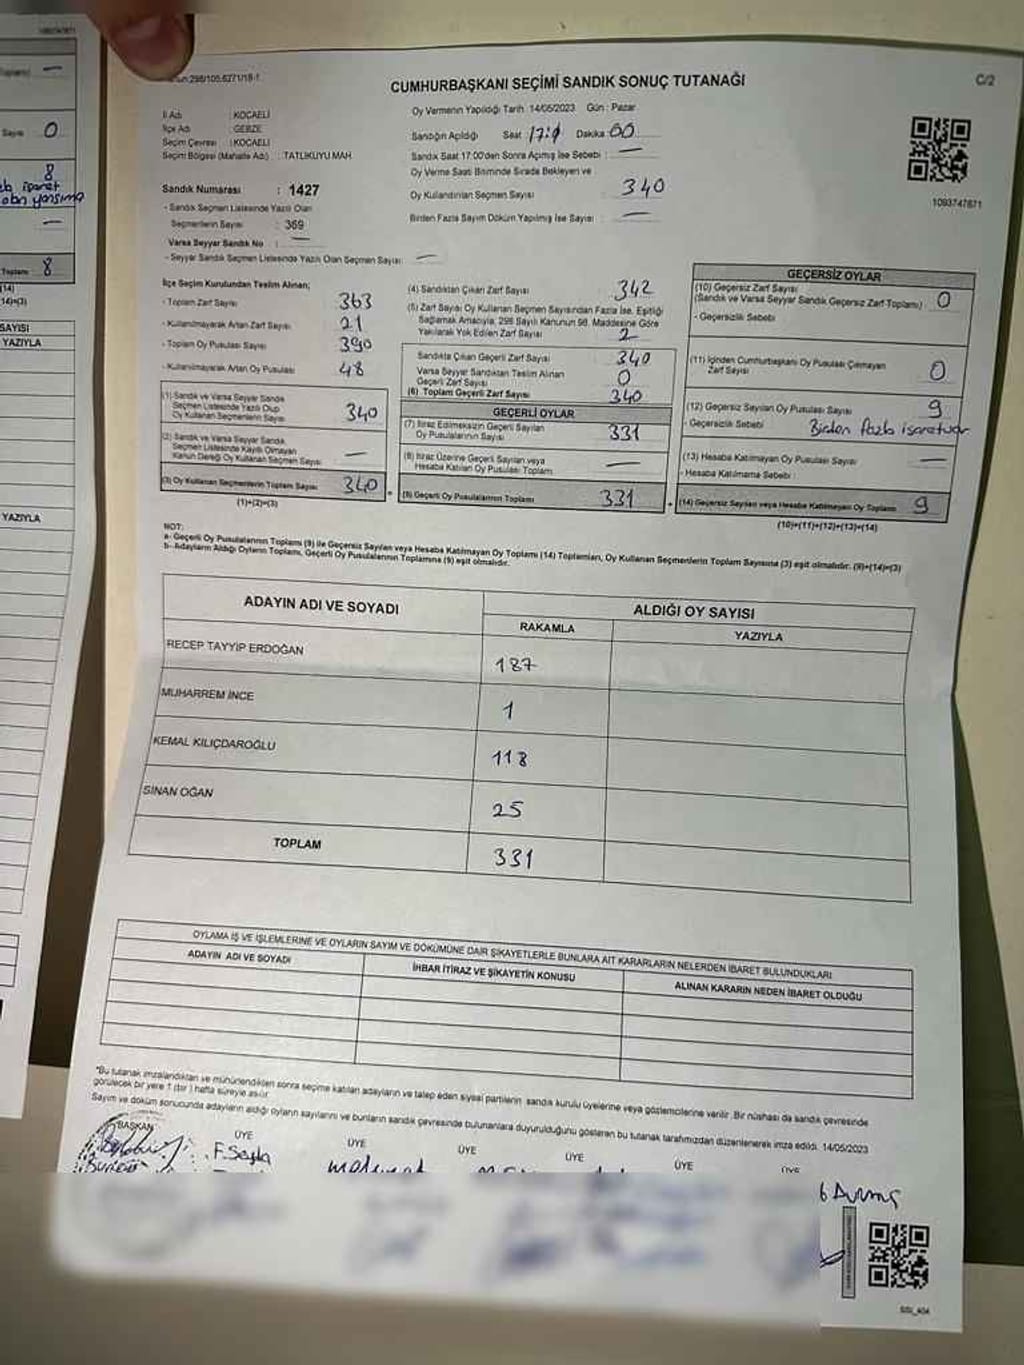 1093747871
Sayısı 0
8
8
Toplam
(14)
14)=(3)
SAYISI
YAZIYLA
YAZIYLA
CUMHURBAŞKANI SEÇİMİ SANDIK SONUÇ TUTANAĞI
C/2
İl Adı : KOCAELİ
İlçe Adı : GEBZE
Seçim Çevresi : KOCAELİ
Seçim Bölgesi (Mahalle Adı) : TATLIKUYU MAH
Sandık Numarası : 1427
- Sandık Seçmen Listesinde Yazılı Olan
Seçmenlerin Sayısı : 369
Varsa Seyyar Sandık No : —
- Seyyar Sandık Seçmen Listesinde Yazılı Olan Seçmen Sayısı: —
Oy Vermenin Yapıldığı Tarih :14/05/2023 Gün : Pazar
Sandığın Açıldığı Saat Dakika 00
Sandık Saat 17:00'den Sonra Açılmış İse Sebebi : —
Oy Verme Saati Bitiminde Sırada Bekleyen ve
Oy Kullandırılan Seçmen Sayısı : 340
Birden Fazla Sayım Döküm Yapılmış İse Sayısı : —
1093747871
İlçe Seçim Kurulundan Teslim Alınan;
- Toplam Zarf Sayısı : 363
- Kullanılmayarak Artan Zarf Sayısı : 21
- Toplam Oy Pusulası Sayısı : 390
- Kullanılmayarak Artan Oy Pusulası : 48
(1) Sandık ve Varsa Seyyar Sandık
Seçmen Listesinde Yazılı Olup
Oy Kullanan Seçmenlerin Sayısı : 340
(2) Sandık ve Varsa Seyyar Sandık
Seçmen Listesinde Kayıtlı Olmayan
Kanun Gereği Oy Kullanan Seçmen Sayısı : —
(3) Oy Kullanan Seçmenlerin Toplam Sayısı : 340
(1)+(2)=(3)
(4) Sandıktan Çıkan Zarf Sayısı : 342
(5) Zarf Sayısı Oy Kullanan Seçmen Sayısından Fazla İse, Eşitliği
Sağlamak Amacıyla, 298 Sayılı Kanunun 98. Maddesine Göre
Yakılarak Yok Edilen Zarf Sayısı : 2
Sandıkta Çıkan Geçerli Zarf Sayısı : 340
Varsa Seyyar Sandıktan Teslim Alınan
Geçerli Zarf Sayısı : 0
(6) Toplam Geçerli Zarf Sayısı : 340
GEÇERLİ OYLAR
(7) İtiraz Edilmeksizin Geçerli Sayılan
Oy Pusulalarının Sayısı : 331
(8) İtiraz Üzerine Geçerli Sayılan veya
Hesaba Katılan Oy Pusulası Toplamı : —
(9) Geçerli Oy Pusulalarının Toplamı : 331
GEÇERSİZ OYLAR
(10) Geçersiz Zarf Sayısı
(Sandık ve Varsa Seyyar Sandık Geçersiz Zarf Toplamı) : 0
- Geçersizlik Sebebi :
(11) İçinden Cumhurbaşkanı Oy Pusulası Çıkmayan
Zarf Sayısı : 0
(12) Geçersiz Sayılan Oy Pusulası Sayısı : 9
- Geçersizlik Sebebi : Birden fazla
(13) Hesaba Katılmayan Oy Pusulası Sayısı : —
- Hesaba Katılmama Sebebi :
(14) Geçersiz Sayılan veya Hesaba Katılmayan Oy Toplamı : 9
(10)+(11)+(12)+(13)=(14)
NOT:
a- Geçerli Oy Pusulalarının Toplamı (9) ile Geçersiz Sayılan veya Hesaba Katılmayan Oy Toplamı (14) Toplamları, Oy Kullanan Seçmenlerin Toplam Sayısına (3) eşit olmalıdır. (9)+(14)=(3)
b- Adayların Aldığı Oyların Toplamı, Geçerli Oy Pusulalarının Toplamına (9) eşit olmalıdır.
ADAYIN ADI VE SOYADI
ALDIĞI OY SAYISI
RAKAMLA
YAZIYLA
RECEP TAYYİP ERDOĞAN 187
MUHARREM İNCE 1
KEMAL KILIÇDAROĞLU 118
SİNAN OĞAN 25
TOPLAM 331
OYLAMA İŞ VE İŞLEMLERİNE VE OYLARIN SAYIM VE DÖKÜMÜNE DAİR ŞİKAYETLERLE BUNLARA AİT KARARLARIN NELERDEN İBARET BULUNDUKLARI
ADAYIN ADI VE SOYADI
İHBAR İTİRAZ VE ŞİKAYETİN KONUSU
ALINAN KARARIN NEDEN İBARET OLDUĞU
*Bu tutanak imzalandıktan ve mühürlendikten sonra seçime katılan adayların ve talep eden siyasi partilerin sandık kurulu üyelerine veya gözlemcilerine verilir. Bir nüshası da sandık çevresinde
görülecek bir yere 1 (bir) hafta süreyle asılır.
Sayım ve döküm sonucunda adayların aldığı oyların sayılarını ve bunların sandık çevresinde bulunanlara duyurulduğunu gösteren bu tutanak tarafımızdan düzenlenerek imza edildi. 14/05/2023
BAŞKAN ÜYE ÜYE ÜYE ÜYE ÜYE ÜYE